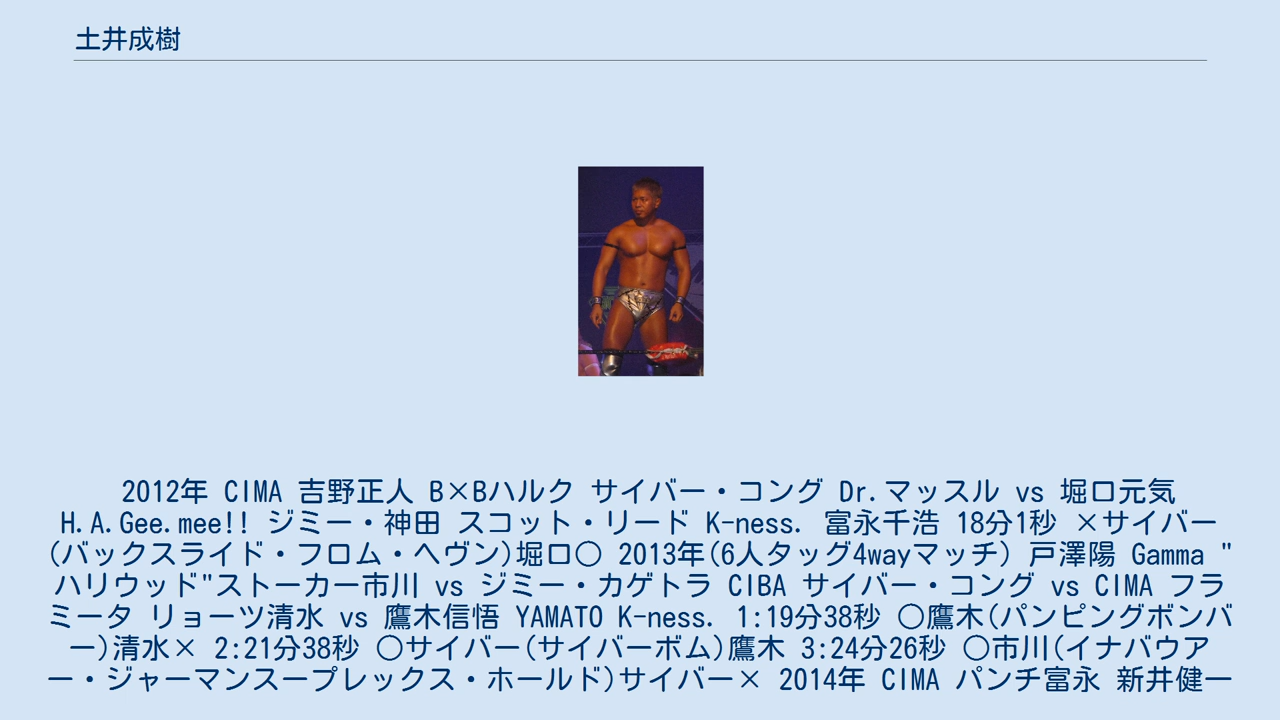 土井成樹
2012年 CIMA 吉野正人 B×Bハルク サイバー・コング Dr.マッスル vs 堀口元気
H.A.Gee.mee!! ジミー・神田 スコット・リード K-ness. 富永千浩 18分1秒 ×サイバー
(バックスライド・フロム・ヘヴン)堀口○ 2013年(6人タッグ4wayマッチ) 戸澤陽 Gamma "
ハリウッド"ストーカー市川 vs ジミー・カゲトラ CIBA サイバー・コング vs CIMA フラ
ミータ リョーツ清水 vs 鷹木信悟 YAMATO K-ness. 1:19分38秒 ○鷹木(パンピングボンバ
ー)清水× 2:21分38秒 ○サイバー(サイバーボム)鷹木 3:24分26秒 ○市川(イナバウア
ー・ジャーマンスープレックス・ホールド)サイバー× 2014年 CIMA パンチ富永 新井健一